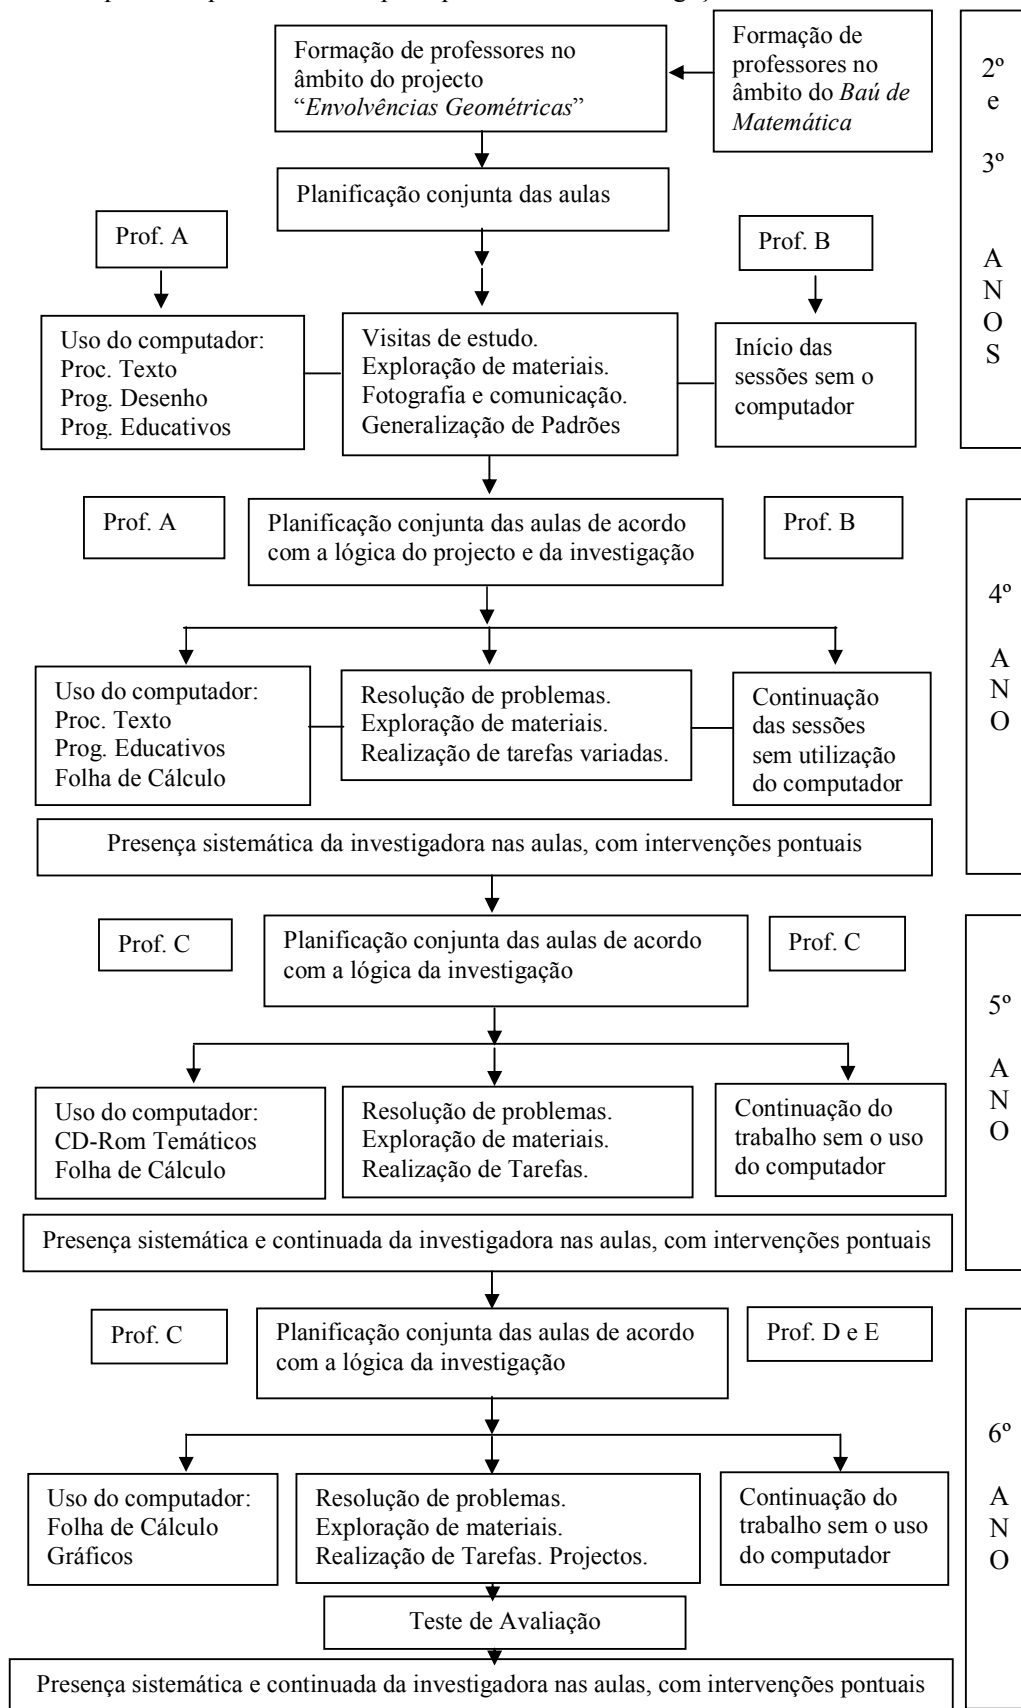 Formação de professores no
âmbito do projecto
“Envolvências Geométricas”
Formação de
professores no
âmbito do Baú de
Matemática
2º
e
3º
A
N
O
S
Planificação conjunta das aulas
Prof. A
Prof. B
Uso do computador:
Proc. Texto
Prog. Desenho
Prog. Educativos
Visitas de estudo.
Exploração de materiais.
Fotografia e comunicação.
Generalização de Padrões
Início das
sessões sem o
computador
Prof. A
Planificação conjunta das aulas de acordo
com a lógica do projecto e da investigação
Prof. B
4º
A
N
O
Uso do computador:
Proc. Texto
Prog. Educativos
Folha de Cálculo
Resolução de problemas.
Exploração de materiais.
Realização de tarefas variadas.
Continuação
das sessões
sem utilização
do computador
Presença sistemática da investigadora nas aulas, com intervenções pontuais
Prof. C
Planificação conjunta das aulas de acordo
com a lógica da investigação
Prof. C
5º
A
N
O
Uso do computador:
CD-Rom Temáticos
Folha de Cálculo
Resolução de problemas.
Exploração de materiais.
Realização de Tarefas.
Continuação do
trabalho sem o uso
do computador
Presença sistemática e continuada da investigadora nas aulas, com intervenções pontuais
Prof. C
Planificação conjunta das aulas de acordo
com a lógica da investigação
Prof. D e E
6º
A
N
O
Uso do computador:
Folha de Cálculo
Gráficos
Resolução de problemas.
Exploração de materiais.
Realização de Tarefas. Projectos.
Continuação do
trabalho sem o uso
do computador
Teste de Avaliação
Presença sistemática e continuada da investigadora nas aulas, com intervenções pontuais